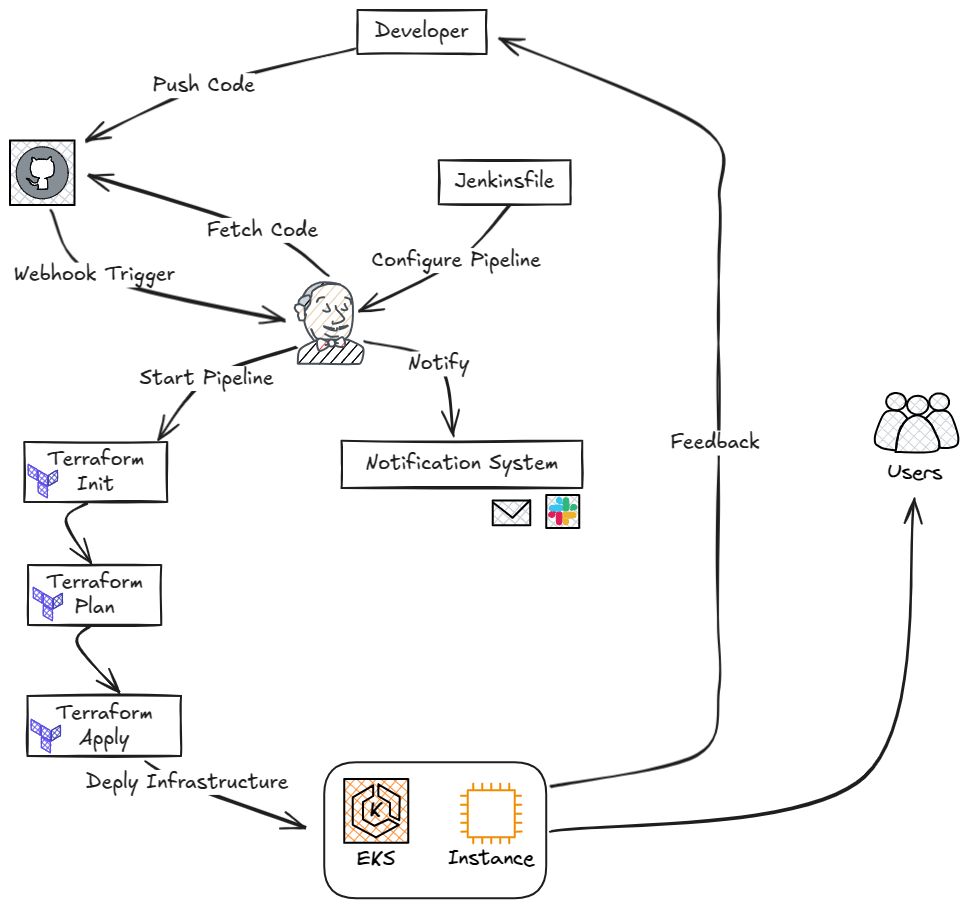 Developer
Push Code
Jenkinsfile
Fetch Code
Configure Pipeline
Webhook Trigger
Start Pipeline
Notify
Terraform
Init
Notification System
Feedback
Users
Terraform
Plan
Terraform
Apply
Deply Infrastructure
K
EKS
Instance